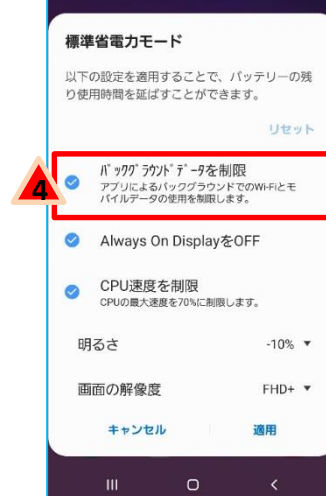 標準省電力モード
以下の設定を適用することで、バッテリーの残
り使用時間を延ばすことができます。
リセット
ﾊﾞｯｸｸﾞﾗｳﾝﾄﾞﾃﾞｰﾀを制限
アプリによるバックグラウンドでのWi-Fiとモ
バイルデータの使用を制限します。
4
Always On DisplayをOFF
CPU速度を制限
CPUの最大速度を70%に制限します。
明るさ -10% ▼
画面の解像度 FHD+ ▼
キャンセル 適用